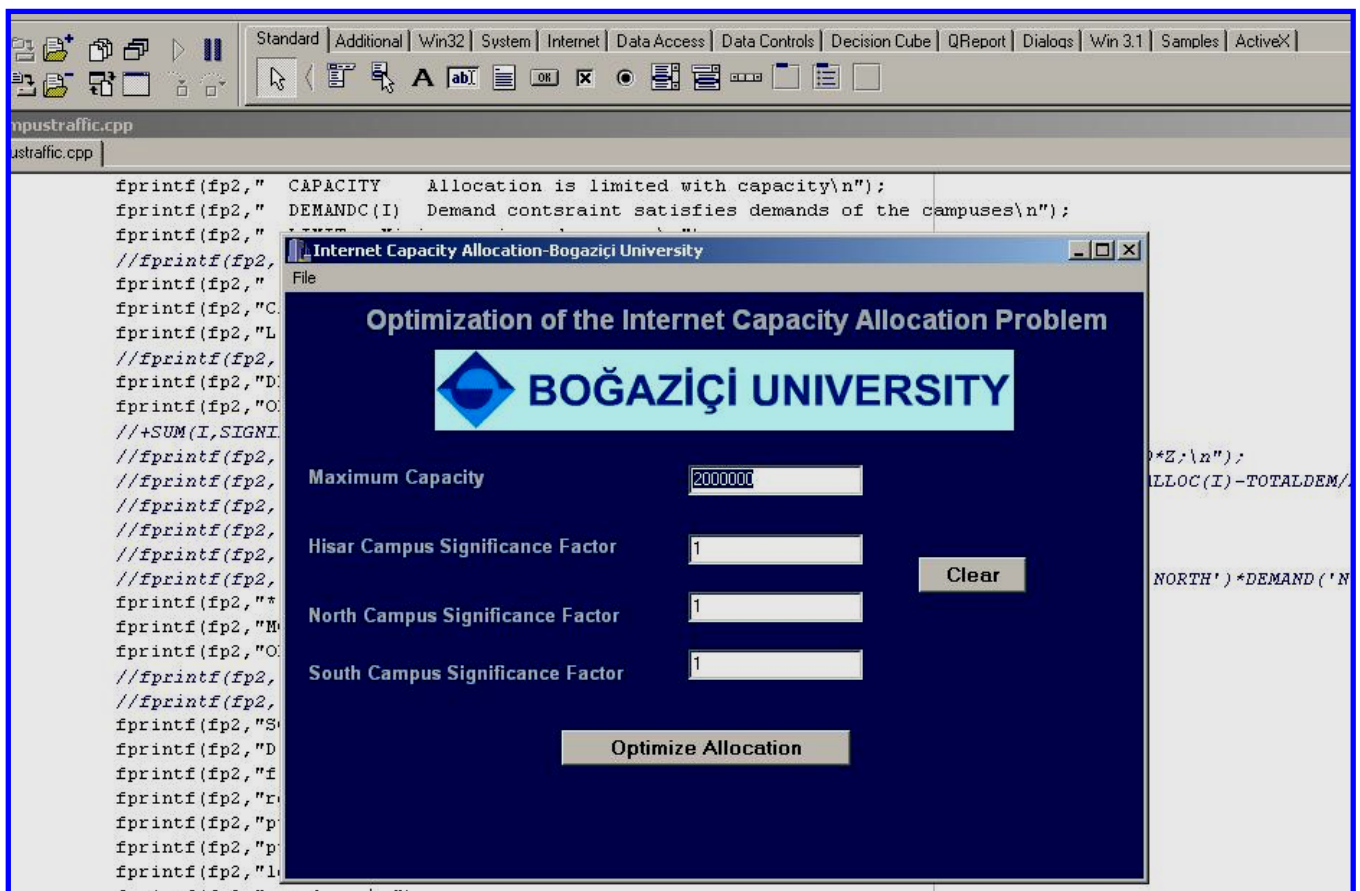 Standard Additional Win32 System Internet Data Access Data Controls Decision Cube QReport Dialogs Win 3.1 Samples ActiveX
A ab OK
mpustraffic.cpp
ustraffic.cpp
fprintf(fp2," CAPACITY Allocation is limited with capacity\n");
fprintf(fp2," DEMANDC(I) Demand contsraint satisfies demands of the campuses\n");
fprintf(fp2,"
//fprintf(fp2,
fprintf(fp2,"
fprintf(fp2,"C
fprintf(fp2,"L
//fprintf(fp2,
fprintf(fp2,"D
fprintf(fp2,"O
//+SUM(I,SIGNI
//fprintf(fp2, *Z;\n");
//fprintf(fp2, LLOC(I)-TOTALDEM/
//fprintf(fp2,
//fprintf(fp2,
//fprintf(fp2,
//fprintf(fp2, NORTH')*DEMAND('N
fprintf(fp2,"*
fprintf(fp2,"M
fprintf(fp2,"O
//fprintf(fp2,
//fprintf(fp2,
fprintf(fp2,"S
fprintf(fp2,"D
fprintf(fp2,"f
fprintf(fp2,"r
fprintf(fp2,"p
fprintf(fp2,"p
fprintf(fp2,"l
Internet Capacity Allocation-Bogaziçi University
File
Optimization of the Internet Capacity Allocation Problem
BOĞAZİÇİ UNIVERSITY
Maximum Capacity 2000000
Hisar Campus Significance Factor 1
Clear
North Campus Significance Factor 1
South Campus Significance Factor 1
Optimize Allocation